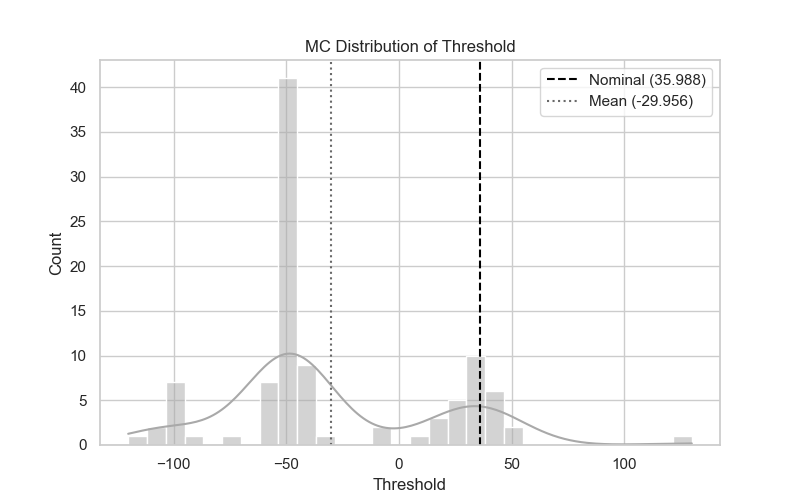 MC Distribution of Threshold
Nominal (35.988)
Mean (-29.956)
Count
40
35
30
25
20
15
10
5
0
−100
−50
0
50
100
Threshold